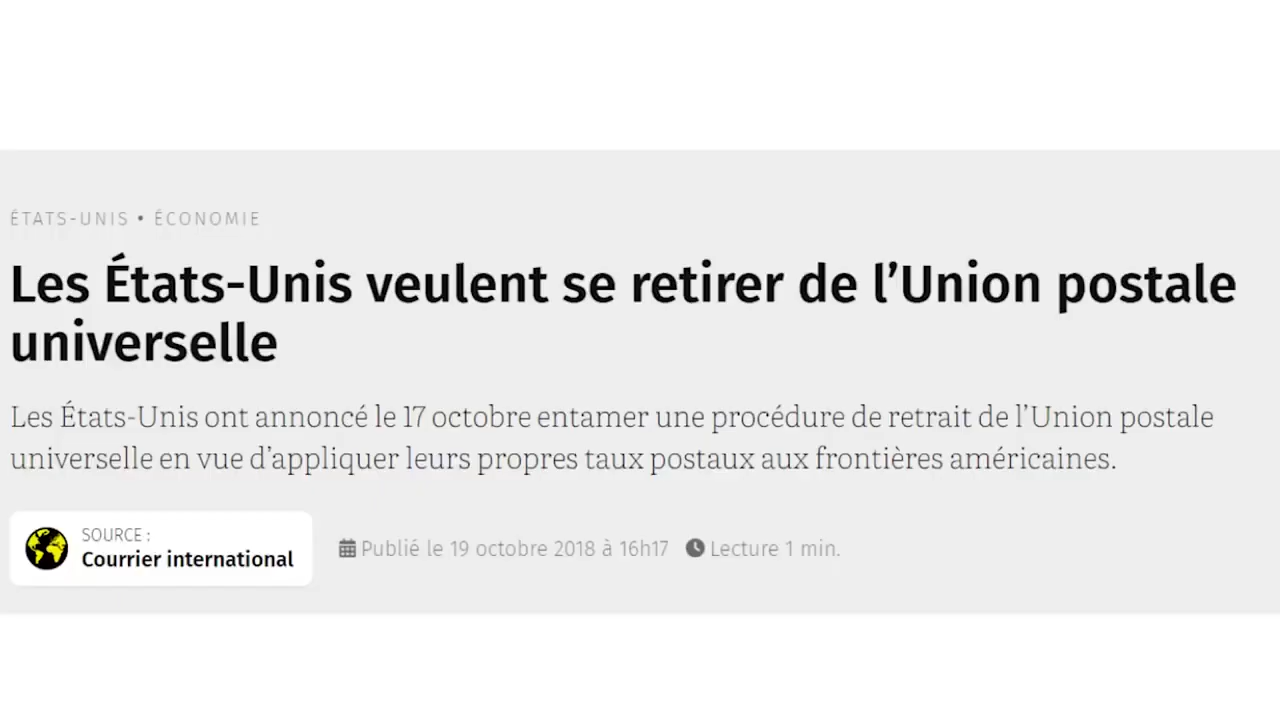 ÉTATS-UNIS • ÉCONOMIE
Les États-Unis veulent se retirer de l’Union postale
universelle
Les États-Unis ont annoncé le 17 octobre entamer une procédure de retrait de l’Union postale
universelle en vue d’appliquer leurs propres taux postaux aux frontières américaines.
SOURCE :
Courrier international
Publié le 19 octobre 2018 à 16h17 Lecture 1 min.